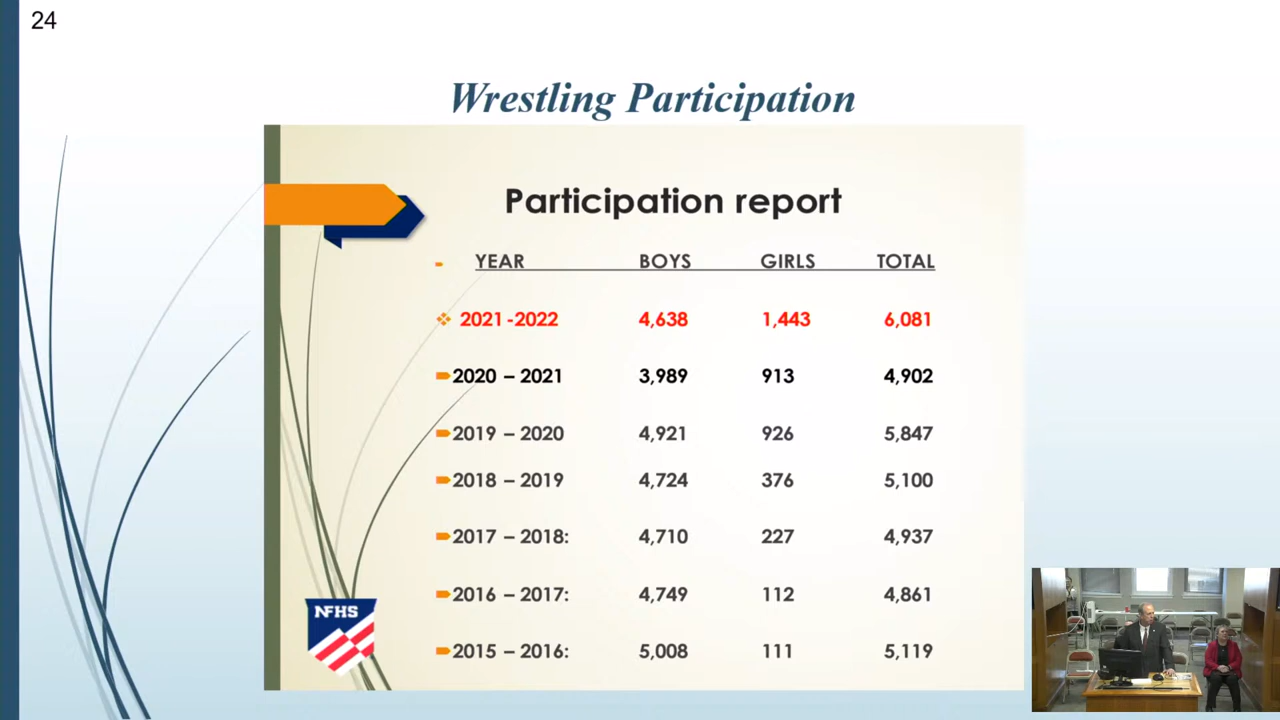 24
Wrestling Participation
Participation report
- YEAR BOYS GIRLS TOTAL
2021-2022 4,638 1,443 6,081
2020 – 2021 3,989 913 4,902
2019 – 2020 4,921 926 5,847
2018 – 2019 4,724 376 5,100
2017 – 2018: 4,710 227 4,937
2016 – 2017: 4,749 112 4,861
2015 – 2016: 5,008 111 5,119
NFHS